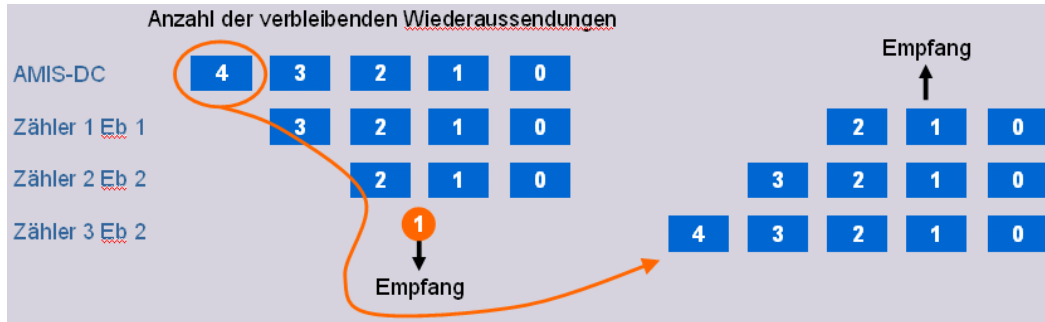 Anzahl der verbleibenden Wiederaussendungen
Empfang
AMIS-DC 4 3 2 1 0
Zähler 1 Eb 1 3 2 1 0 2 1 0
Zähler 2 Eb 2 2 1 0 3 2 1 0
Zähler 3 Eb 2 1 4 3 2 1 0
Empfang